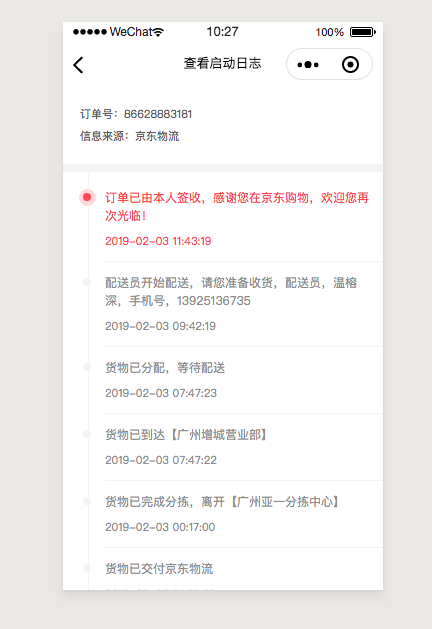 WeChat 10:27 100%
查看启动日志
订单号：86628883181
信息来源：京东物流
订单已由本人签收，感谢您在京东购物，欢迎您再
次光临！
2019-02-03 11:43:19
配送员开始配送，请您准备收货，配送员，温榕
深，手机号，13925136735
2019-02-03 09:42:19
货物已分配，等待配送
2019-02-03 07:47:23
货物已到达【广州增城营业部】
2019-02-03 07:47:22
货物已完成分拣，离开【广州亚一分拣中心】
2019-02-03 00:17:00
货物已交付京东物流